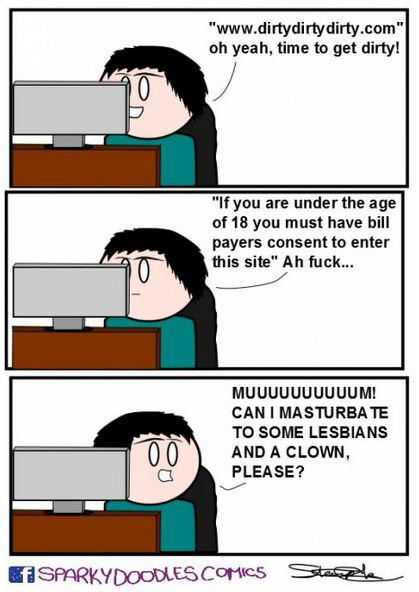 "www.dirtydirtydirty.com"
oh yeah, time to get dirty!
"If you are under the age
of 18 you must have bill
payers consent to enter
this site" Ah fuck...
MUUUUUUUUUUM!
CAN I MASTURBATE
TO SOME LESBIANS
AND A CLOWN,
PLEASE?
f SPARKYDOODLES COMICS